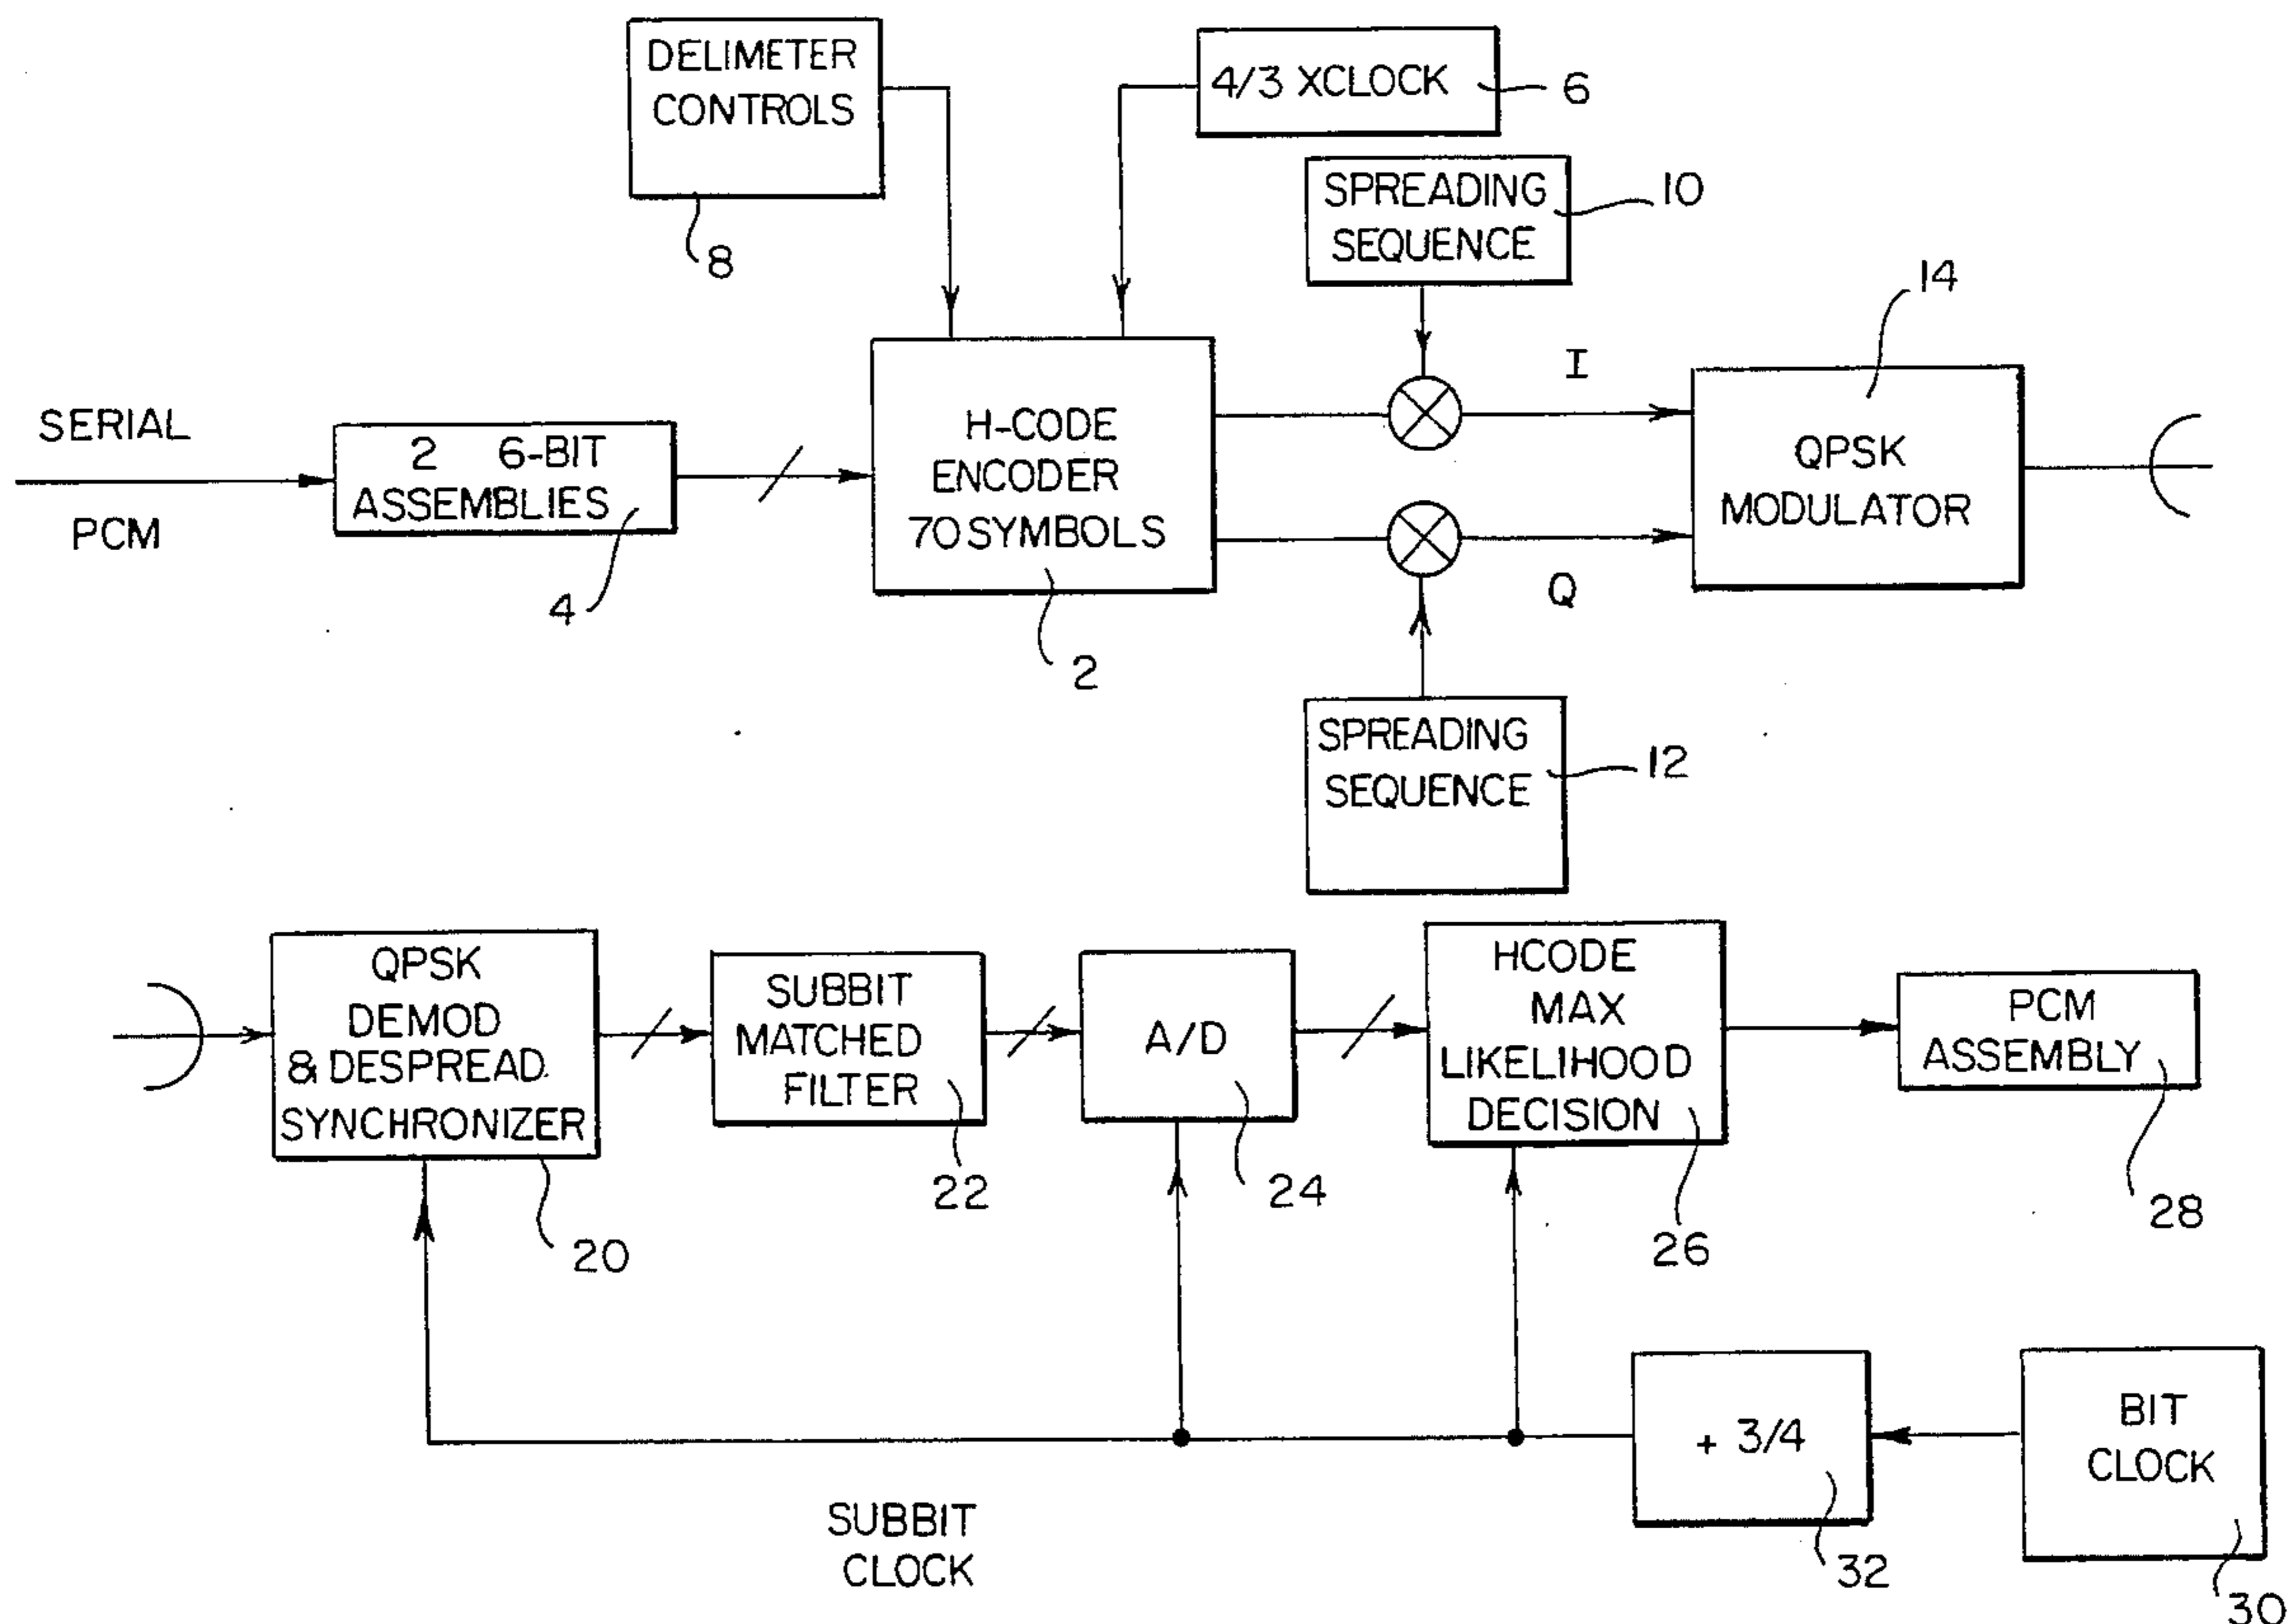 DELIMETER
CONTROLS
8
4/3 XCLOCK
6
SPREADING
SEQUENCE
10
SERIAL
PCM
2 6-BIT
ASSEMBLIES
4
H-CODE
ENCODER
70 SYMBOLS
2
I
Q
QPSK
MODULATOR
14
SPREADING
SEQUENCE
12
QPSK
DEMOD
& DESPREAD.
SYNCHRONIZER
20
SUBBIT
MATCHED
FILTER
22
A/D
24
HCODE
MAX
LIKELIHOOD
DECISION
26
PCM
ASSEMBLY
28
+ 3/4
32
BIT
CLOCK
30
SUBBIT
CLOCK